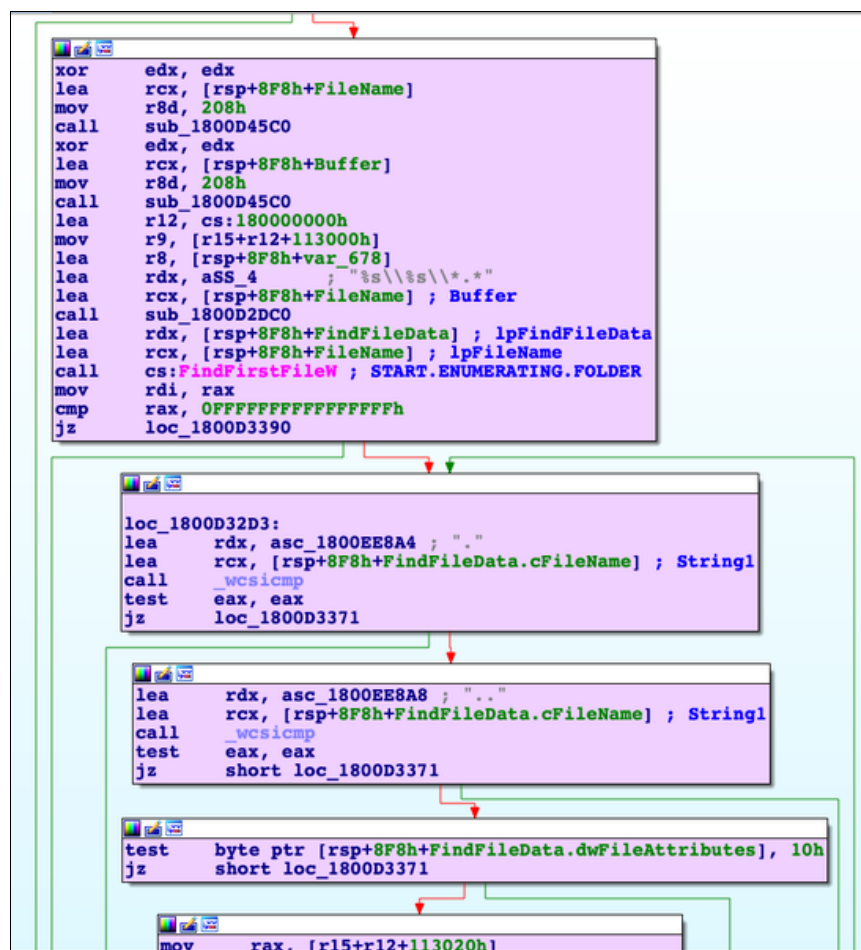 xor edx, edx
lea rcx, [rsp+8F8h+FileName]
mov r8d, 208h
call sub_1800D45C0
xor edx, edx
lea rcx, [rsp+8F8h+Buffer]
mov r8d, 208h
call sub_1800D45C0
lea r12, cs:180000000h
mov r9, [r15+r12+113000h]
lea r8, [rsp+8F8h+var_678]
lea rdx, aSS_4 ; "%s\\%s\\*.*"
lea rcx, [rsp+8F8h+FileName] ; Buffer
call sub_1800D2DC0
lea rdx, [rsp+8F8h+FindFileData] ; lpFindFileData
lea rcx, [rsp+8F8h+FileName] ; lpFileName
call cs:FindFirstFileW ; START.ENUMERATING.FOLDER
mov rdi, rax
cmp rax, 0FFFFFFFFFFFFFFFFh
jz loc_1800D3390
loc_1800D32D3:
lea rdx, asc_1800EE8A4 ; "."
lea rcx, [rsp+8F8h+FindFileData.cFileName] ; String1
call _wcsicmp
test eax, eax
jz loc_1800D3371
lea rdx, asc_1800EE8A8 ; ".."
lea rcx, [rsp+8F8h+FindFileData.cFileName] ; String1
call _wcsicmp
test eax, eax
jz short loc_1800D3371
test byte ptr [rsp+8F8h+FindFileData.dwFileAttributes], 10h
jz short loc_1800D3371
mov rax, [r15+r12+113020h]